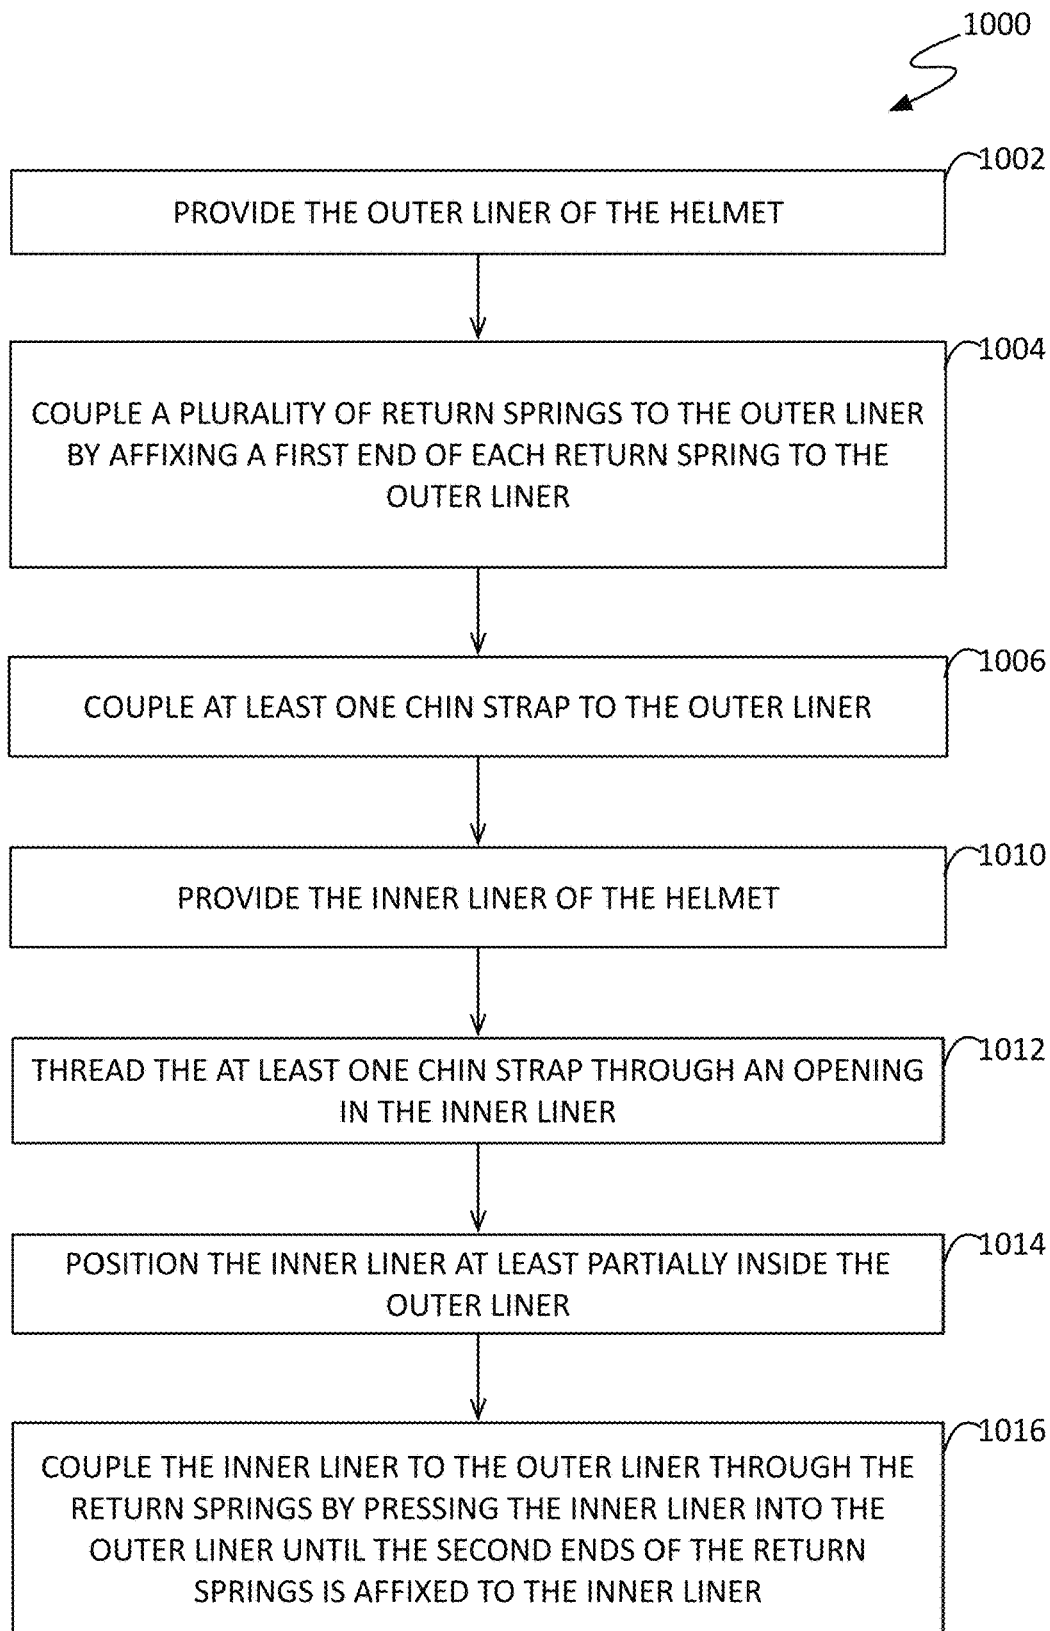 1000
1002
PROVIDE THE OUTER LINER OF THE HELMET
1004
COUPLE A PLURALITY OF RETURN SPRINGS TO THE OUTER LINER
BY AFFIXING A FIRST END OF EACH RETURN SPRING TO THE
OUTER LINER
1006
COUPLE AT LEAST ONE CHIN STRAP TO THE OUTER LINER
1010
PROVIDE THE INNER LINER OF THE HELMET
1012
THREAD THE AT LEAST ONE CHIN STRAP THROUGH AN OPENING
IN THE INNER LINER
1014
POSITION THE INNER LINER AT LEAST PARTIALLY INSIDE THE
OUTER LINER
1016
COUPLE THE INNER LINER TO THE OUTER LINER THROUGH THE
RETURN SPRINGS BY PRESSING THE INNER LINER INTO THE
OUTER LINER UNTIL THE SECOND ENDS OF THE RETURN
SPRINGS IS AFFIXED TO THE INNER LINER